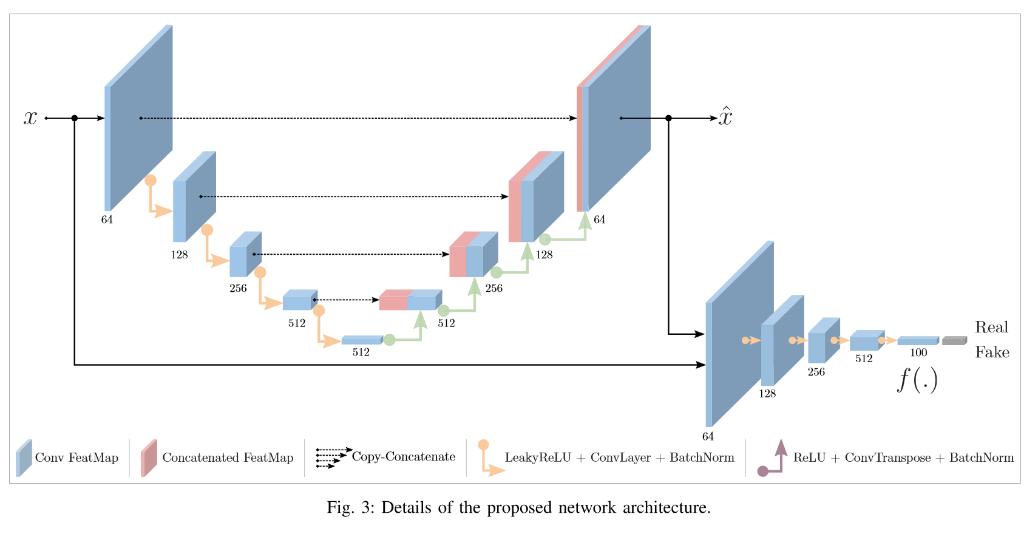 x
x̂
64
128
256
512
512
512
256
128
64
64
128
256
512
100
f(.)
Real
Fake
Conv FeatMap
Concatenated FeatMap
Copy-Concatenate
LeakyReLU + ConvLayer + BatchNorm
ReLU + ConvTranspose + BatchNorm
Fig. 3: Details of the proposed network architecture.